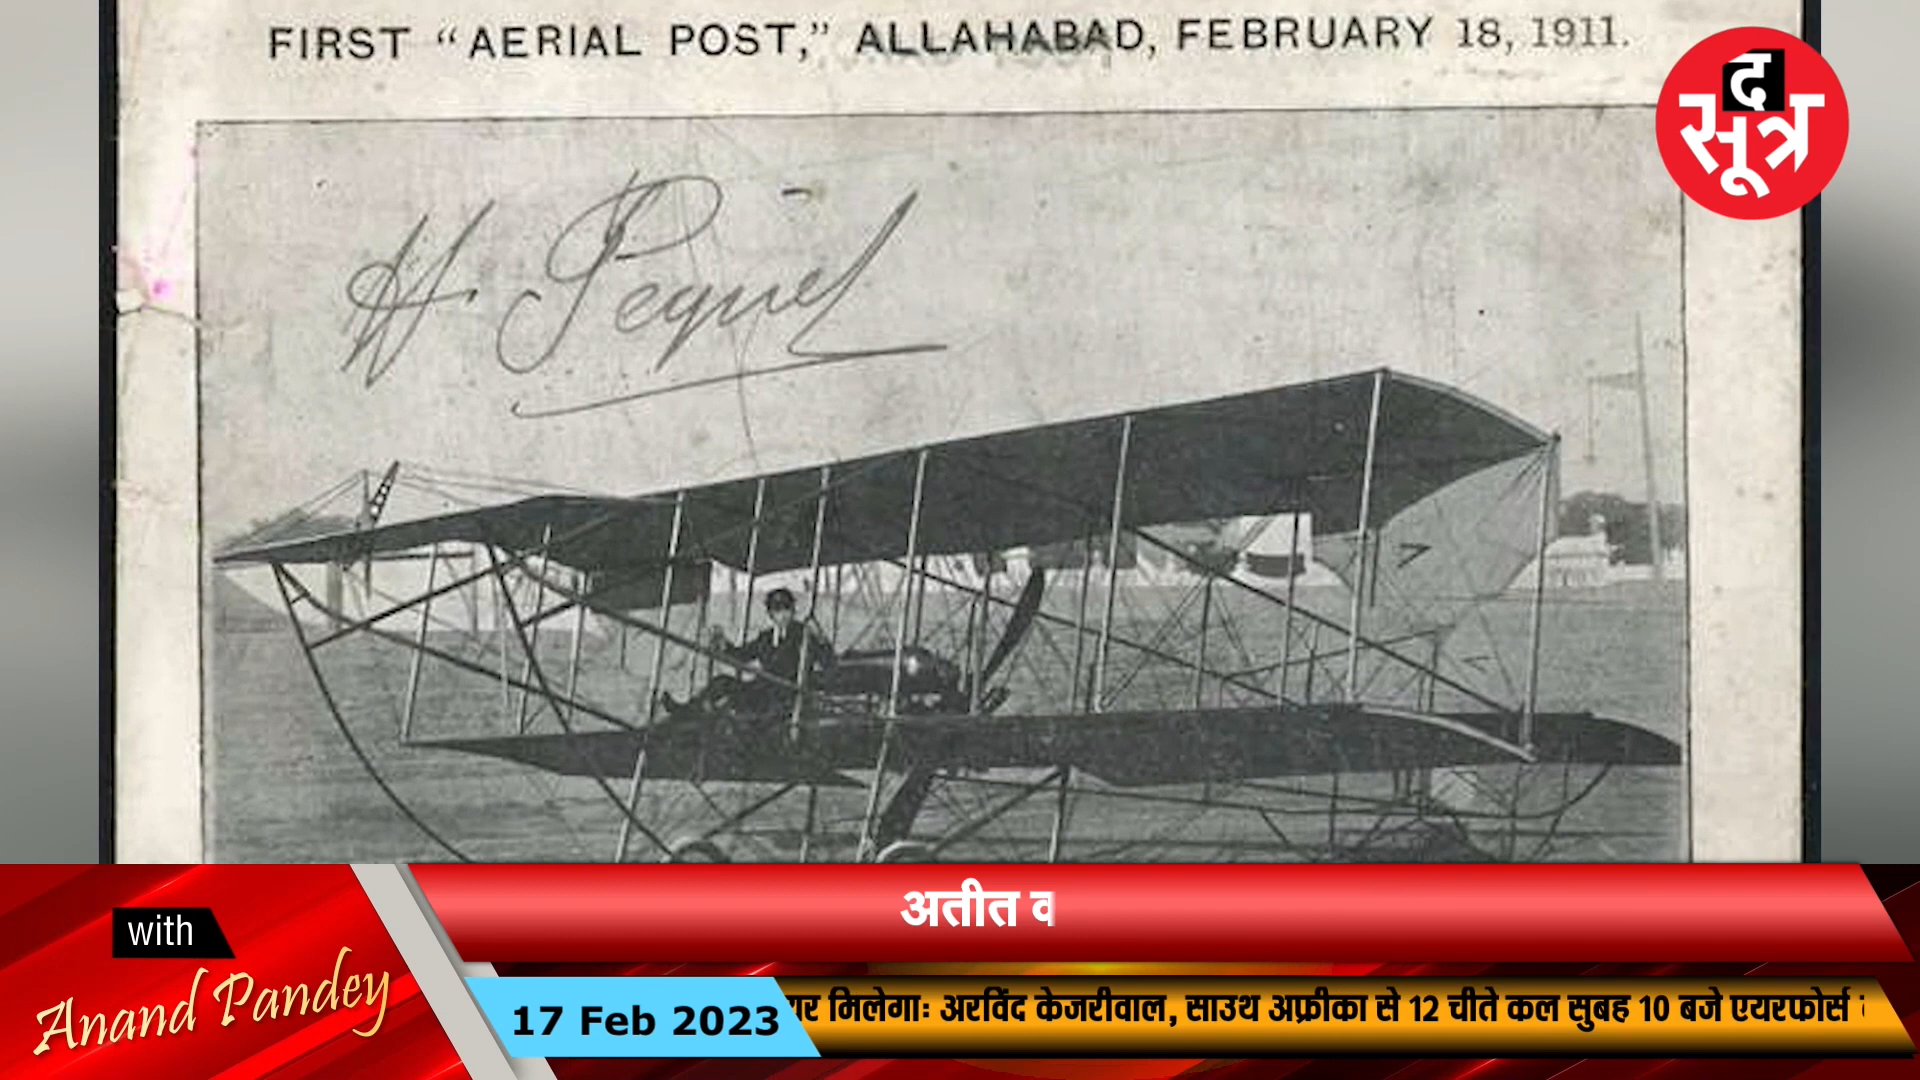 FIRST “AERIAL POST,” ALLAHABAD, FEBRUARY 18, 1911.
द
सूत्र
H. Pequet
अतीत
with
Anand Pandey
17 Feb 2023
मिलेगाः अरविंद केजरीवाल, साउथ अफ्रीका से 12 चीते कल सुबह 10 बजे एयरफोर्स